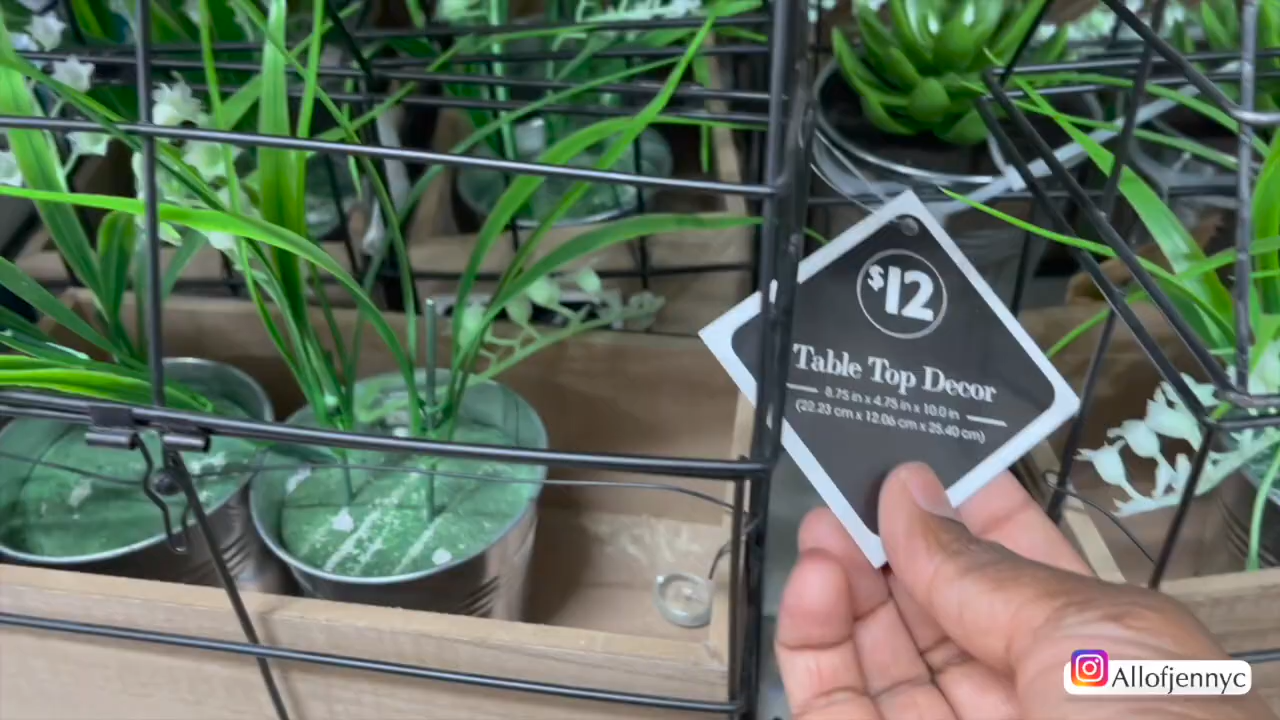 $12
Table Top Decor
8.75 in x 4.75 in x 10.0 in
(22.23 cm x 12.06 cm x 25.40 cm)
Allofjennyc